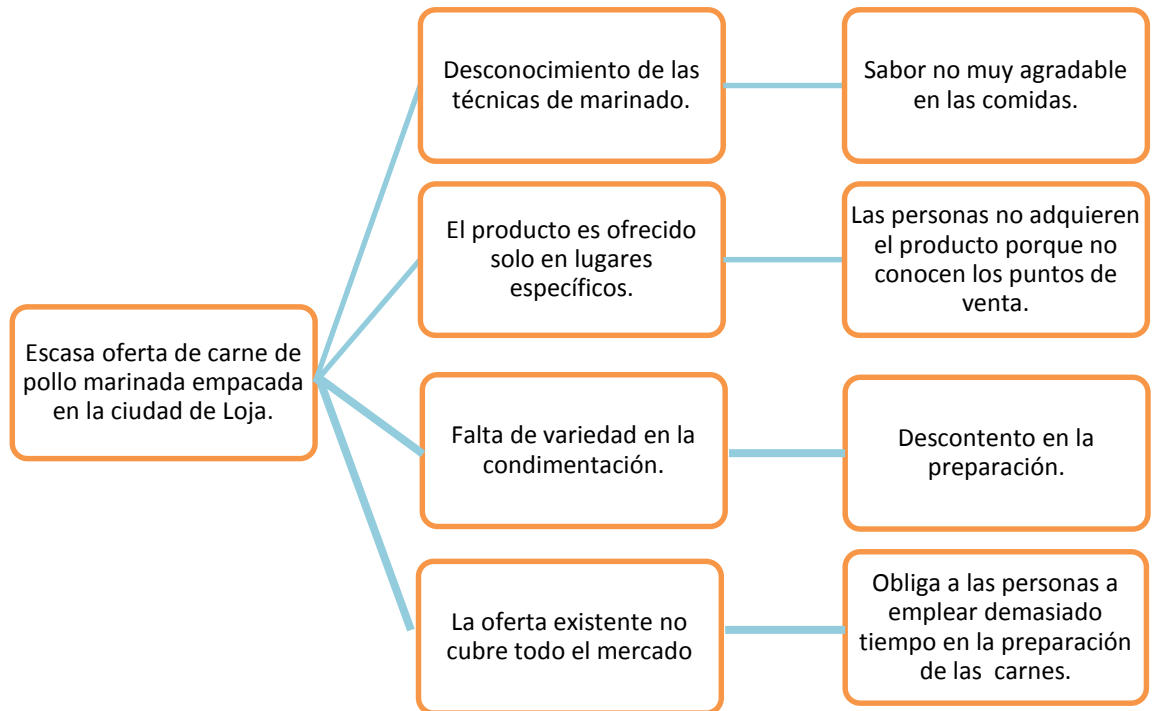 Escasa oferta de carne de
pollo marinada empacada
en la ciudad de Loja.
Desconocimiento de las
técnicas de marinado.
Sabor no muy agradable
en las comidas.
El producto es ofrecido
solo en lugares
específicos.
Las personas no adquieren
el producto porque no
conocen los puntos de
venta.
Falta de variedad en la
condimentación.
Descontento en la
preparación.
La oferta existente no
cubre todo el mercado
Obliga a las personas a
emplear demasiado
tiempo en la preparación
de las carnes.